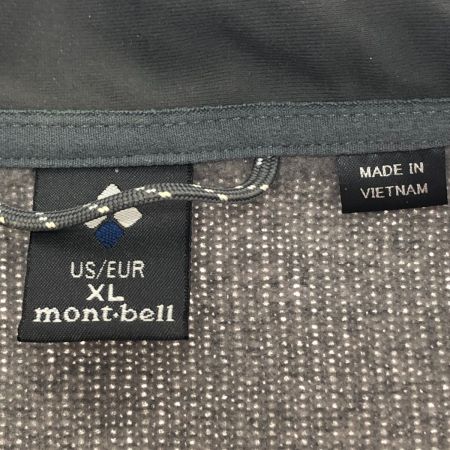 US/EUR
XL
mont-bell
MADE IN
VIETNAM